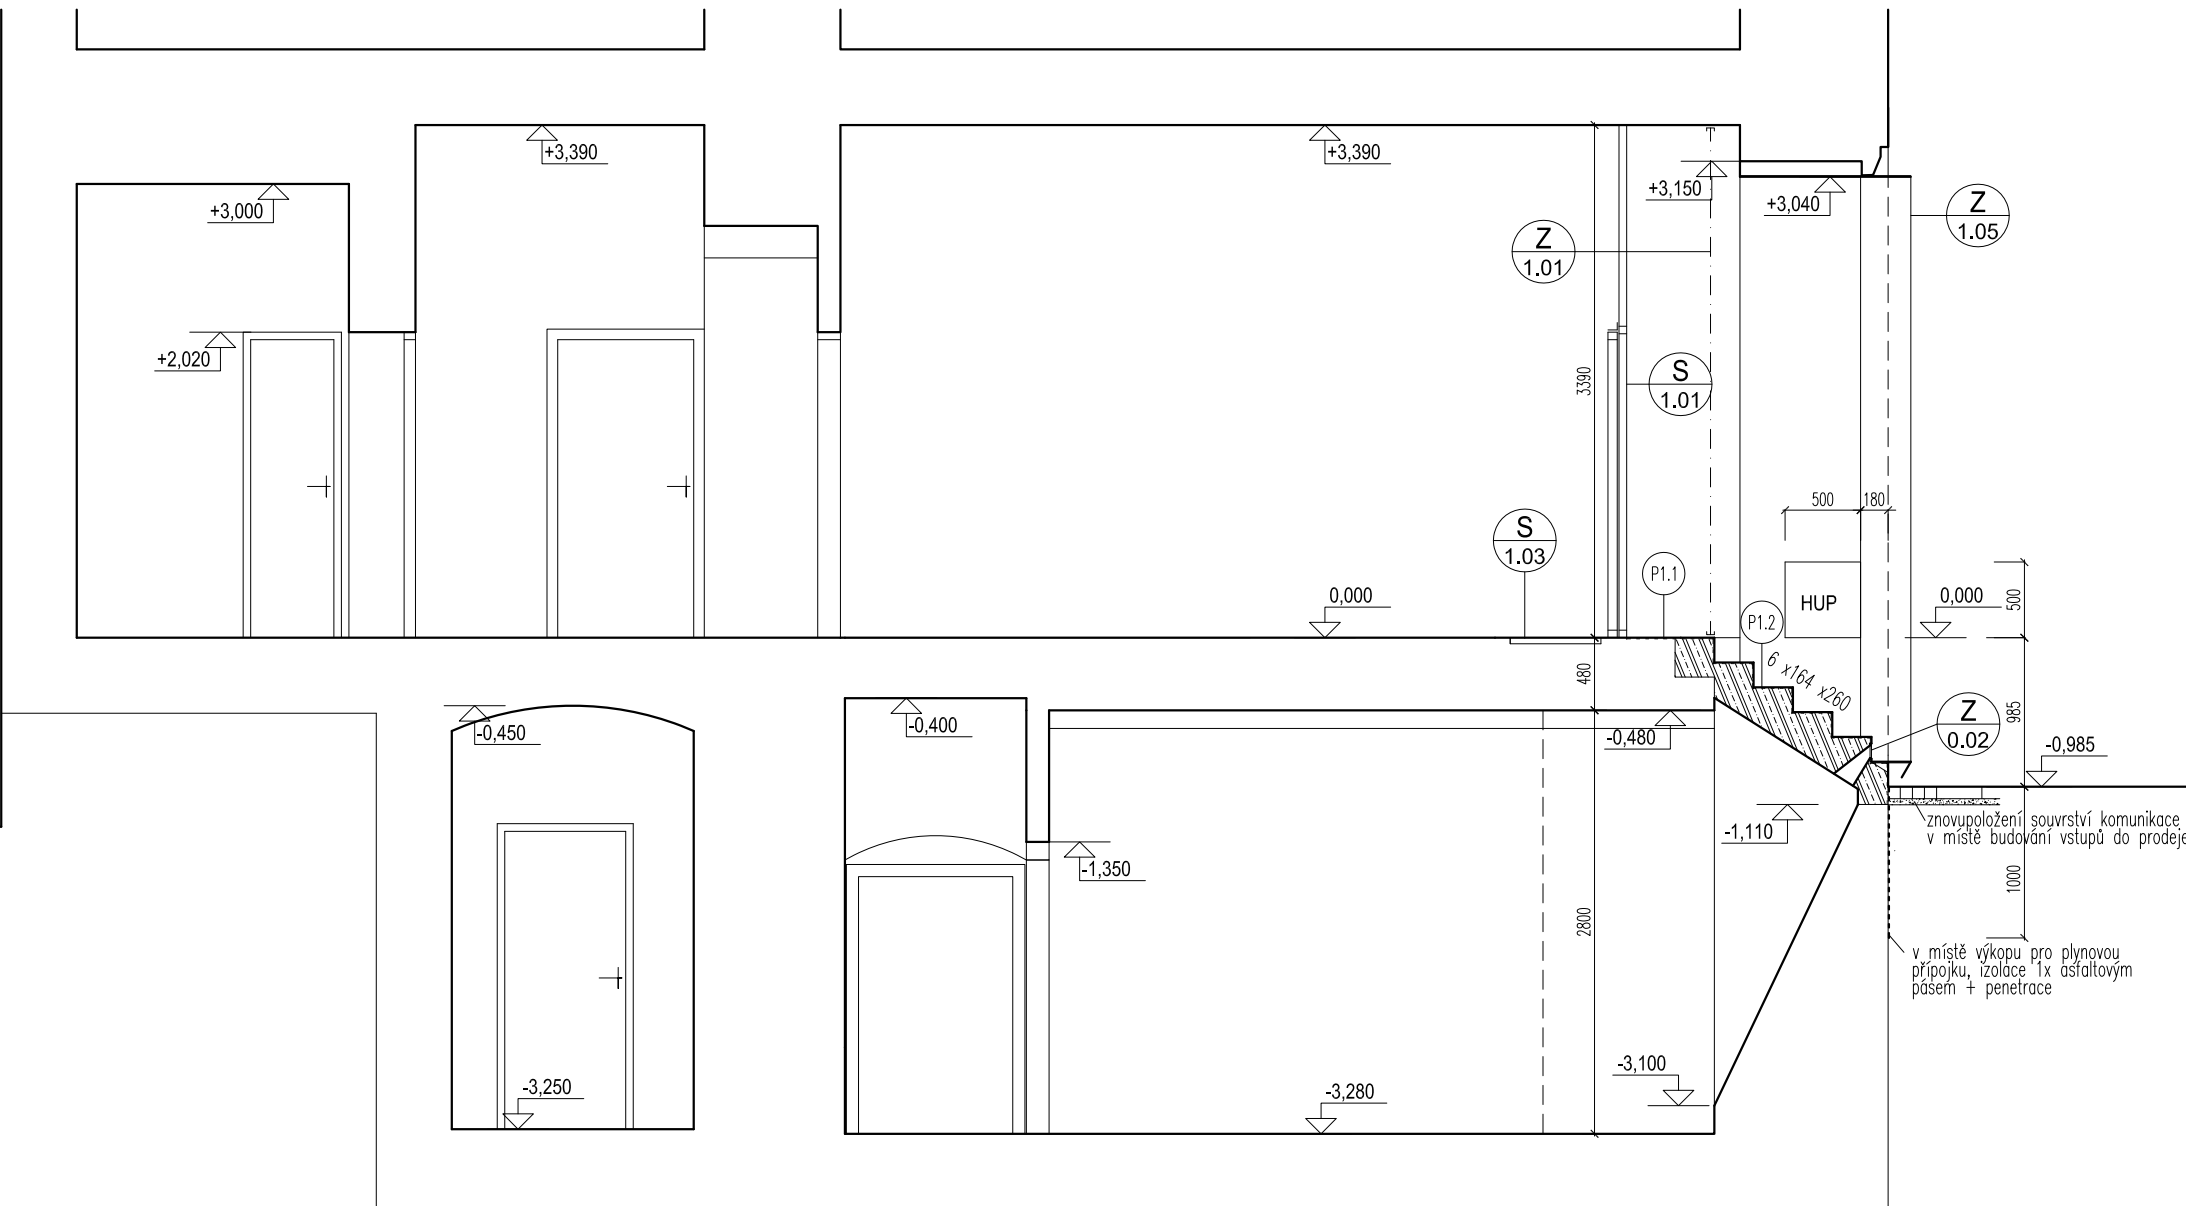 +3,390
+3,390
+3,000
+3,150
+3,040
Z
1.05
Z
1.01
+2,020
3390
S
1.01
500
180
S
1.03
P1.1
0,000
HUP
0,000
500
P1.2
6 x164 x260
480
985
-0,450
-0,400
-0,480
Z
0.02
-0,985
-1,110
znovupoložení souvrství komunikace
v místě budování vstupů do prodeje
-1,350
1000
2800
v místě výkopu pro plynovou
přípojku, izolace 1x asfaltovým
pásem + penetrace
-3,250
-3,280
-3,100